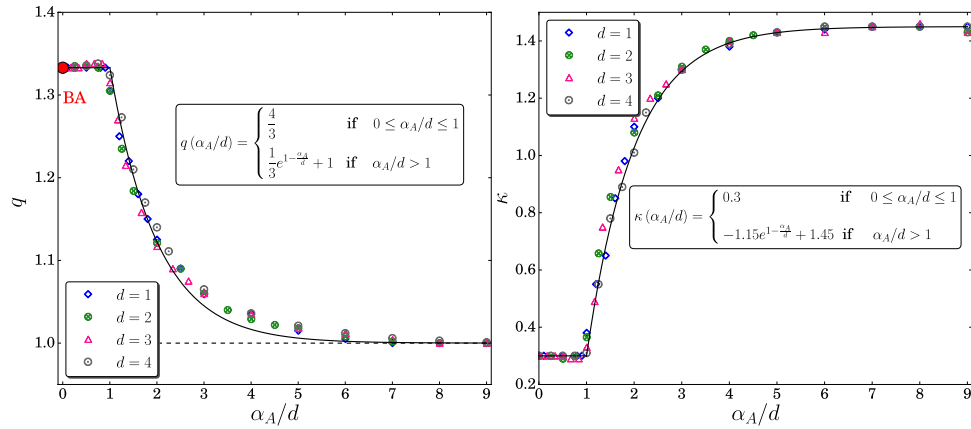 1.4
1.3
1.2
1.1
1.0
q
BA
q (α_A/d) = { 4/3 if 0 ≤ α_A/d ≤ 1
1/3 e^{1−α_A/d} + 1 if α_A/d > 1
d = 1
d = 2
d = 3
d = 4
0 1 2 3 4 5 6 7 8 9
α_A/d
1.4
1.2
1.0
0.8
0.6
0.4
0.2
κ
d = 1
d = 2
d = 3
d = 4
κ (α_A/d) = { 0.3 if 0 ≤ α_A/d ≤ 1
−1.15e^{1−α_A/d} + 1.45 if α_A/d > 1
0 1 2 3 4 5 6 7 8 9
α_A/d